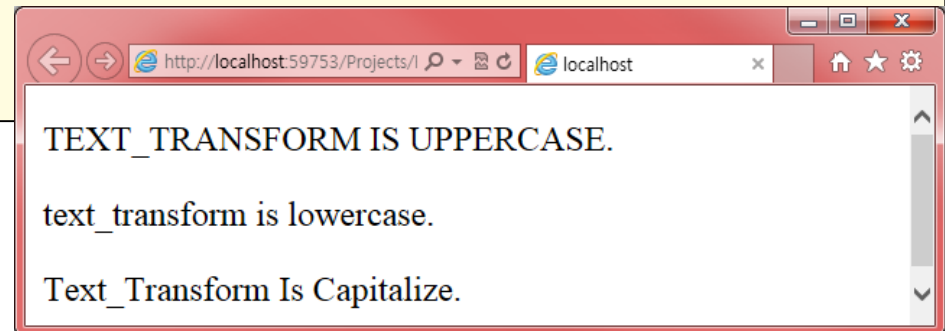 http://localhost:59753/Projects/l
localhost
TEXT_TRANSFORM IS UPPERCASE.
text_transform is lowercase.
Text_Transform Is Capitalize.